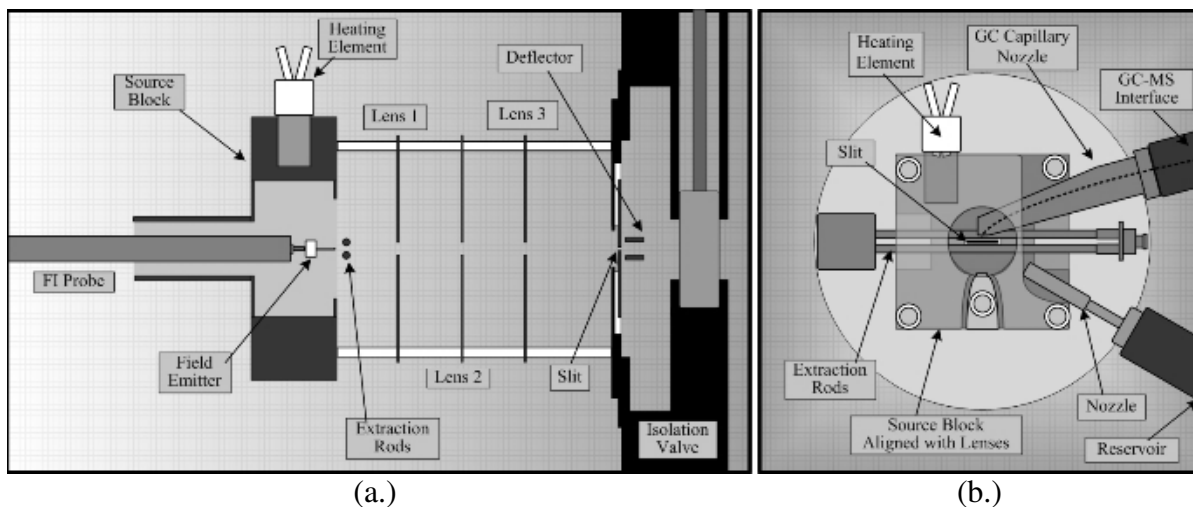 Heating
Element
Source
Block
Lens 1
Lens 3
Deflector
FI Probe
Field
Emitter
Extraction
Rods
Lens 2
Slit
Isolation
Valve
(a.)
Heating
Element
GC Capillary
Nozzle
GC-MS
Interface
Slit
Extraction
Rods
Source Block
Aligned with Lenses
Nozzle
Reservoir
(b.)